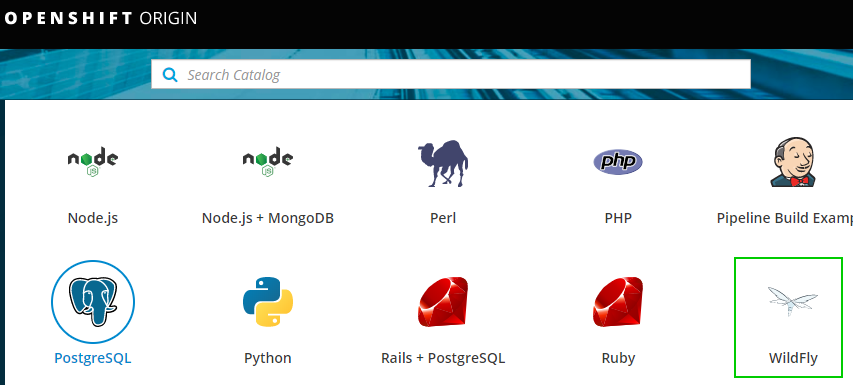 OPENSHIFT ORIGIN
Search Catalog
node
JS
node
JS
php
Node.js
Node.js + MongoDB
Perl
PHP
Pipeline Build Examp
PostgreSQL
Python
Rails + PostgreSQL
Ruby
WildFly